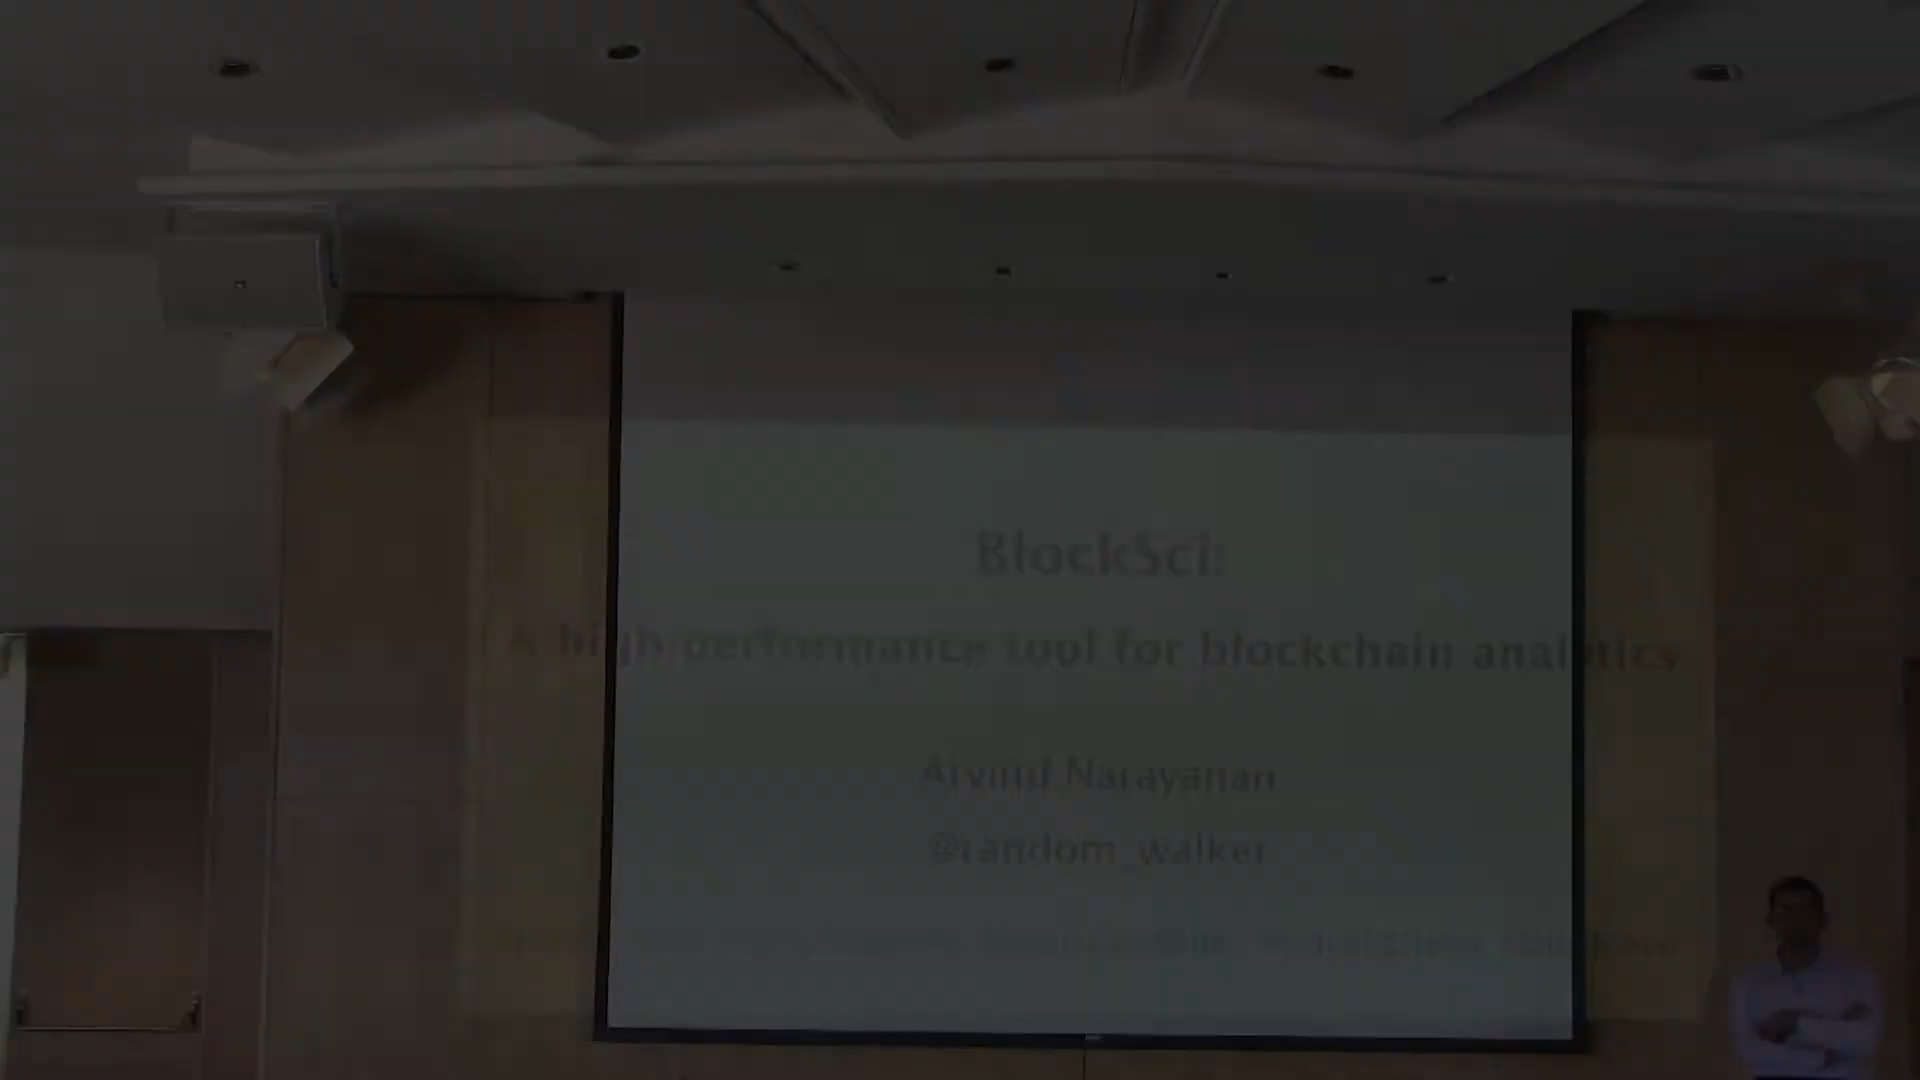 BlockSci:
A high-performance tool for blockchain analytics
Arvind Narayanan
@random_walker